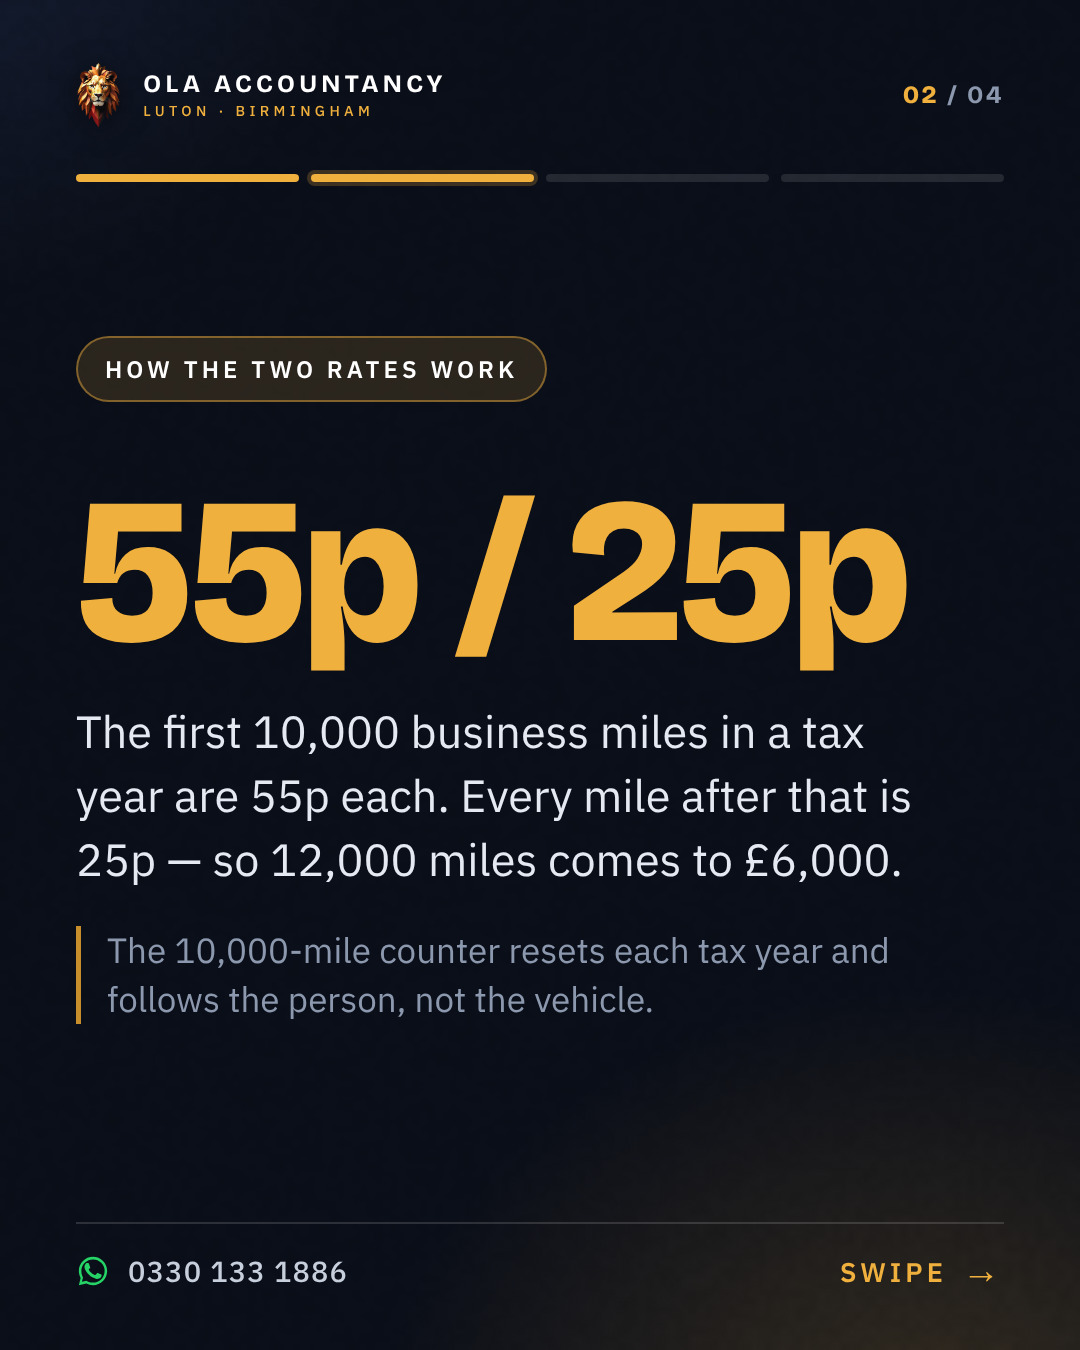 OLA ACCOUNTANCY
LUTON · BIRMINGHAM
02 / 04
HOW THE TWO RATES WORK
55p / 25p
The first 10,000 business miles in a tax
year are 55p each. Every mile after that is
25p — so 12,000 miles comes to £6,000.
The 10,000-mile counter resets each tax year and
follows the person, not the vehicle.
0330 133 1886
SWIPE →